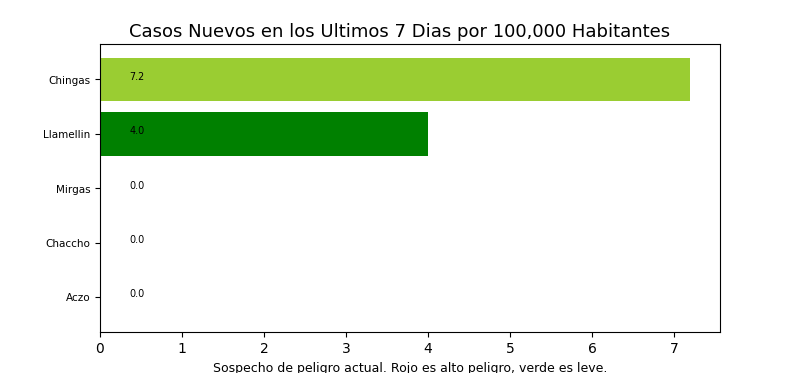 Casos Nuevos en los Ultimos 7 Dias por 100,000 Habitantes
Chingas 7.2
Llamellin 4.0
Mirgas 0.0
Chaccho 0.0
Aczo 0.0
0 1 2 3 4 5 6 7
Sospecho de peligro actual. Rojo es alto peligro, verde es leve.